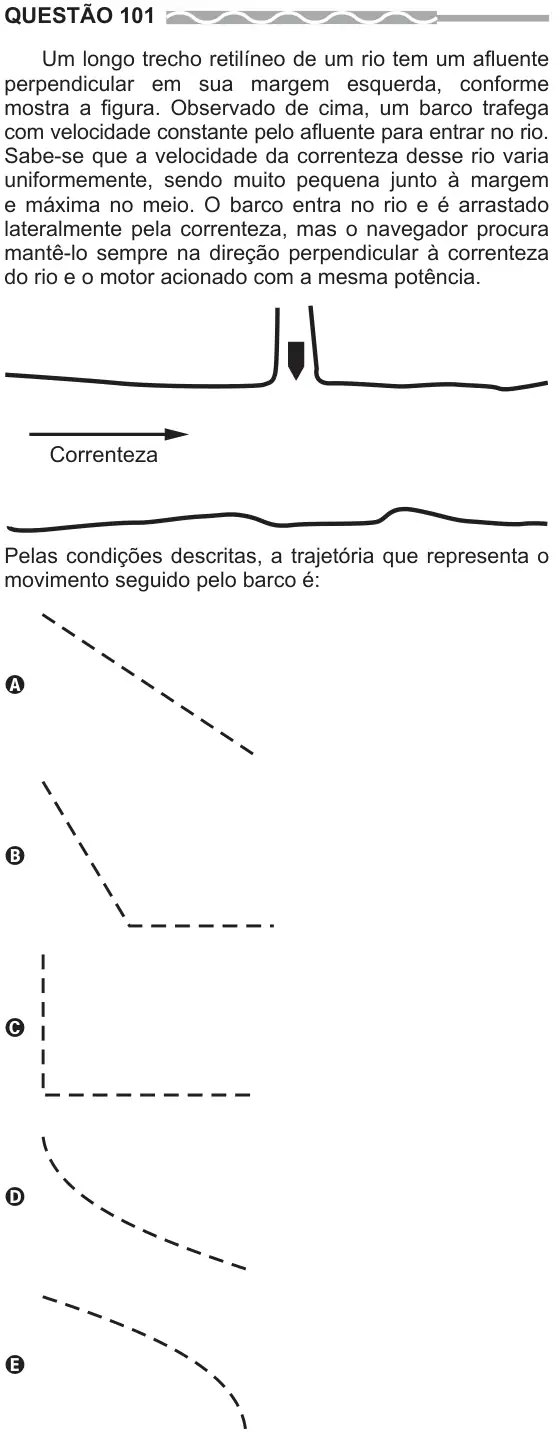 QUESTÃO 101
Um longo trecho retilíneo de um rio tem um afluente
perpendicular em sua margem esquerda, conforme
mostra a figura. Observado de cima, um barco trafega
com velocidade constante pelo afluente para entrar no rio.
Sabe-se que a velocidade da correnteza desse rio varia
uniformemente, sendo muito pequena junto à margem
e máxima no meio. O barco entra no rio e é arrastado
lateralmente pela correnteza, mas o navegador procura
mantê-lo sempre na direção perpendicular à correnteza
do rio e o motor acionado com a mesma potência.
Correnteza
Pelas condições descritas, a trajetória que representa o
movimento seguido pelo barco é:
A
B
C
D
E